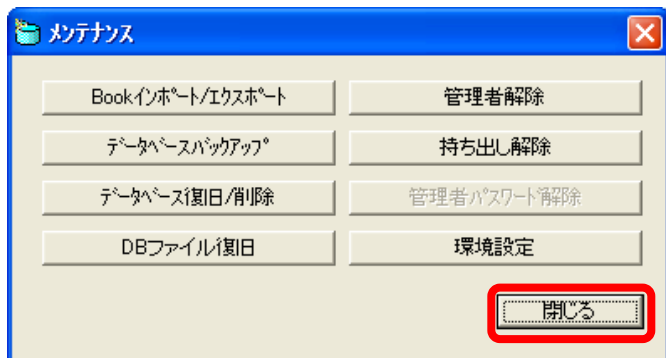 メンテナンス
Bookインポート/エクスポート
管理者解除
データベースバックアップ
持ち出し解除
データベース復旧/削除
管理者パスワード解除
DBファイル復旧
環境設定
閉じる